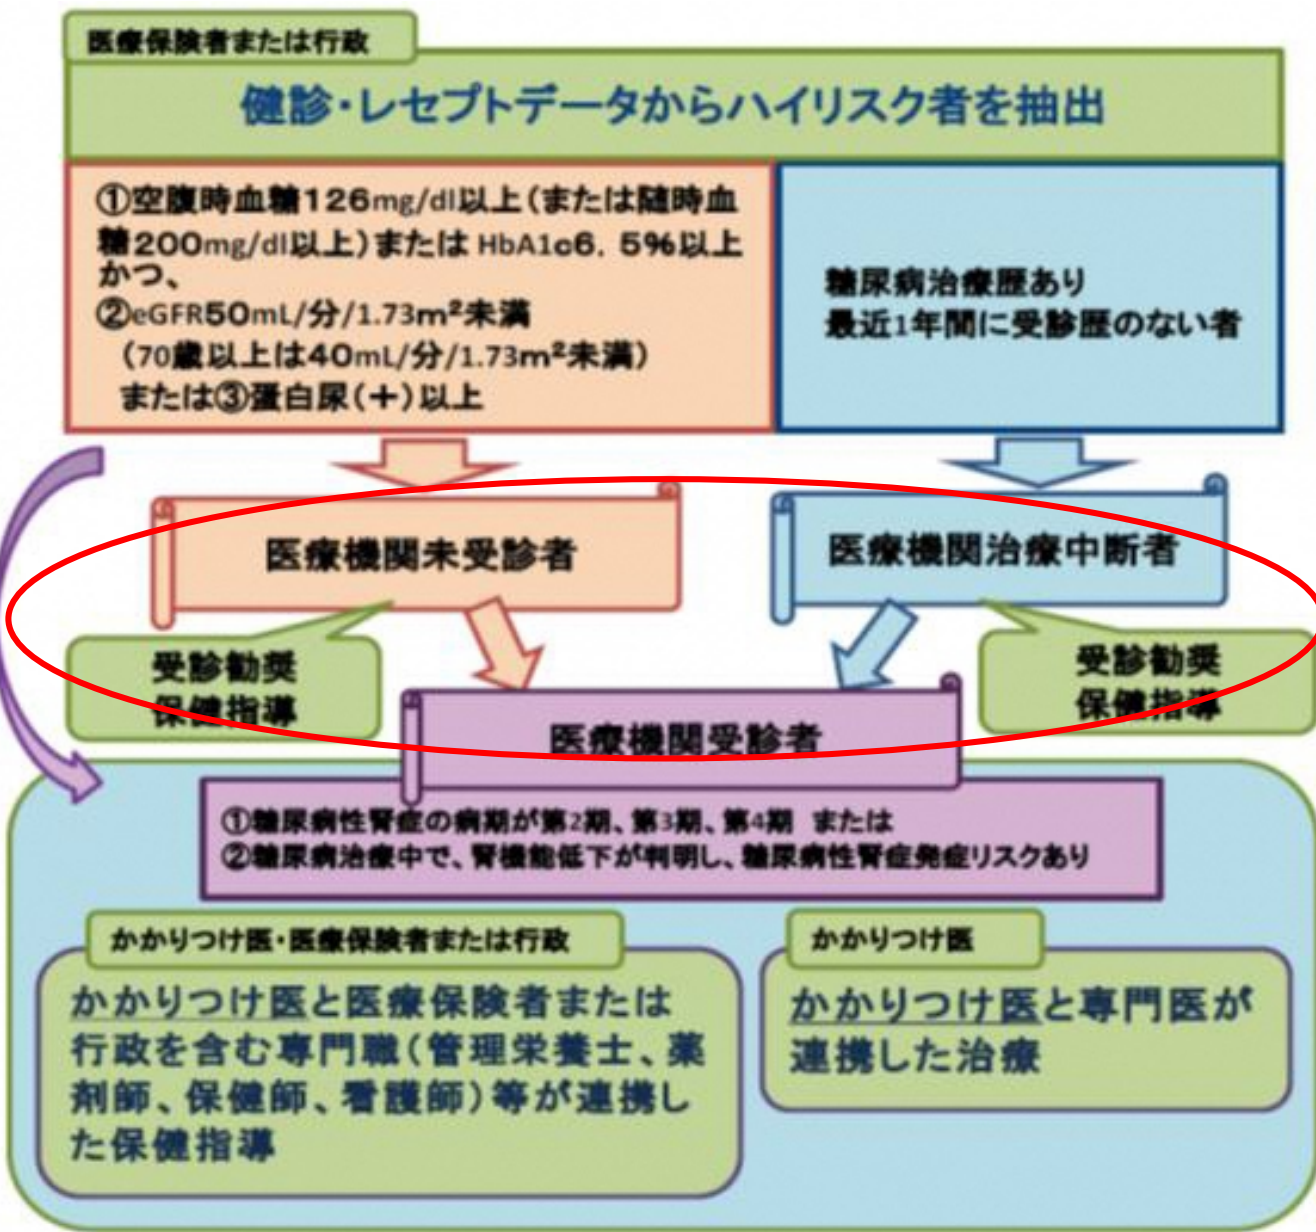 医療保険者または行政
健診・レセプトデータからハイリスク者を抽出
①空腹時血糖126mg/dl以上(または随時血
糖200mg/dl以上)または HbA1c6．5%以上
かつ、
②eGFR50mL/分/1.73m²未満
(70歳以上は40mL/分/1.73m²未満)
または③蛋白尿(+)以上
糖尿病治療歴あり
最近1年間に受診歴のない者
医療機関未受診者
医療機関治療中断者
受診勧奨
保健指導
受診勧奨
保健指導
医療機関受診者
①糖尿病性腎症の病期が第2期、第3期、第4期 または
②糖尿病治療中で、腎機能低下が判明し、糖尿病性腎症発症リスクあり
かかりつけ医・医療保険者または行政
かかりつけ医と医療保険者または
行政を含む専門職(管理栄養士、薬
剤師、保健師、看護師)等が連携し
た保健指導
かかりつけ医
かかりつけ医と専門医が
連携した治療